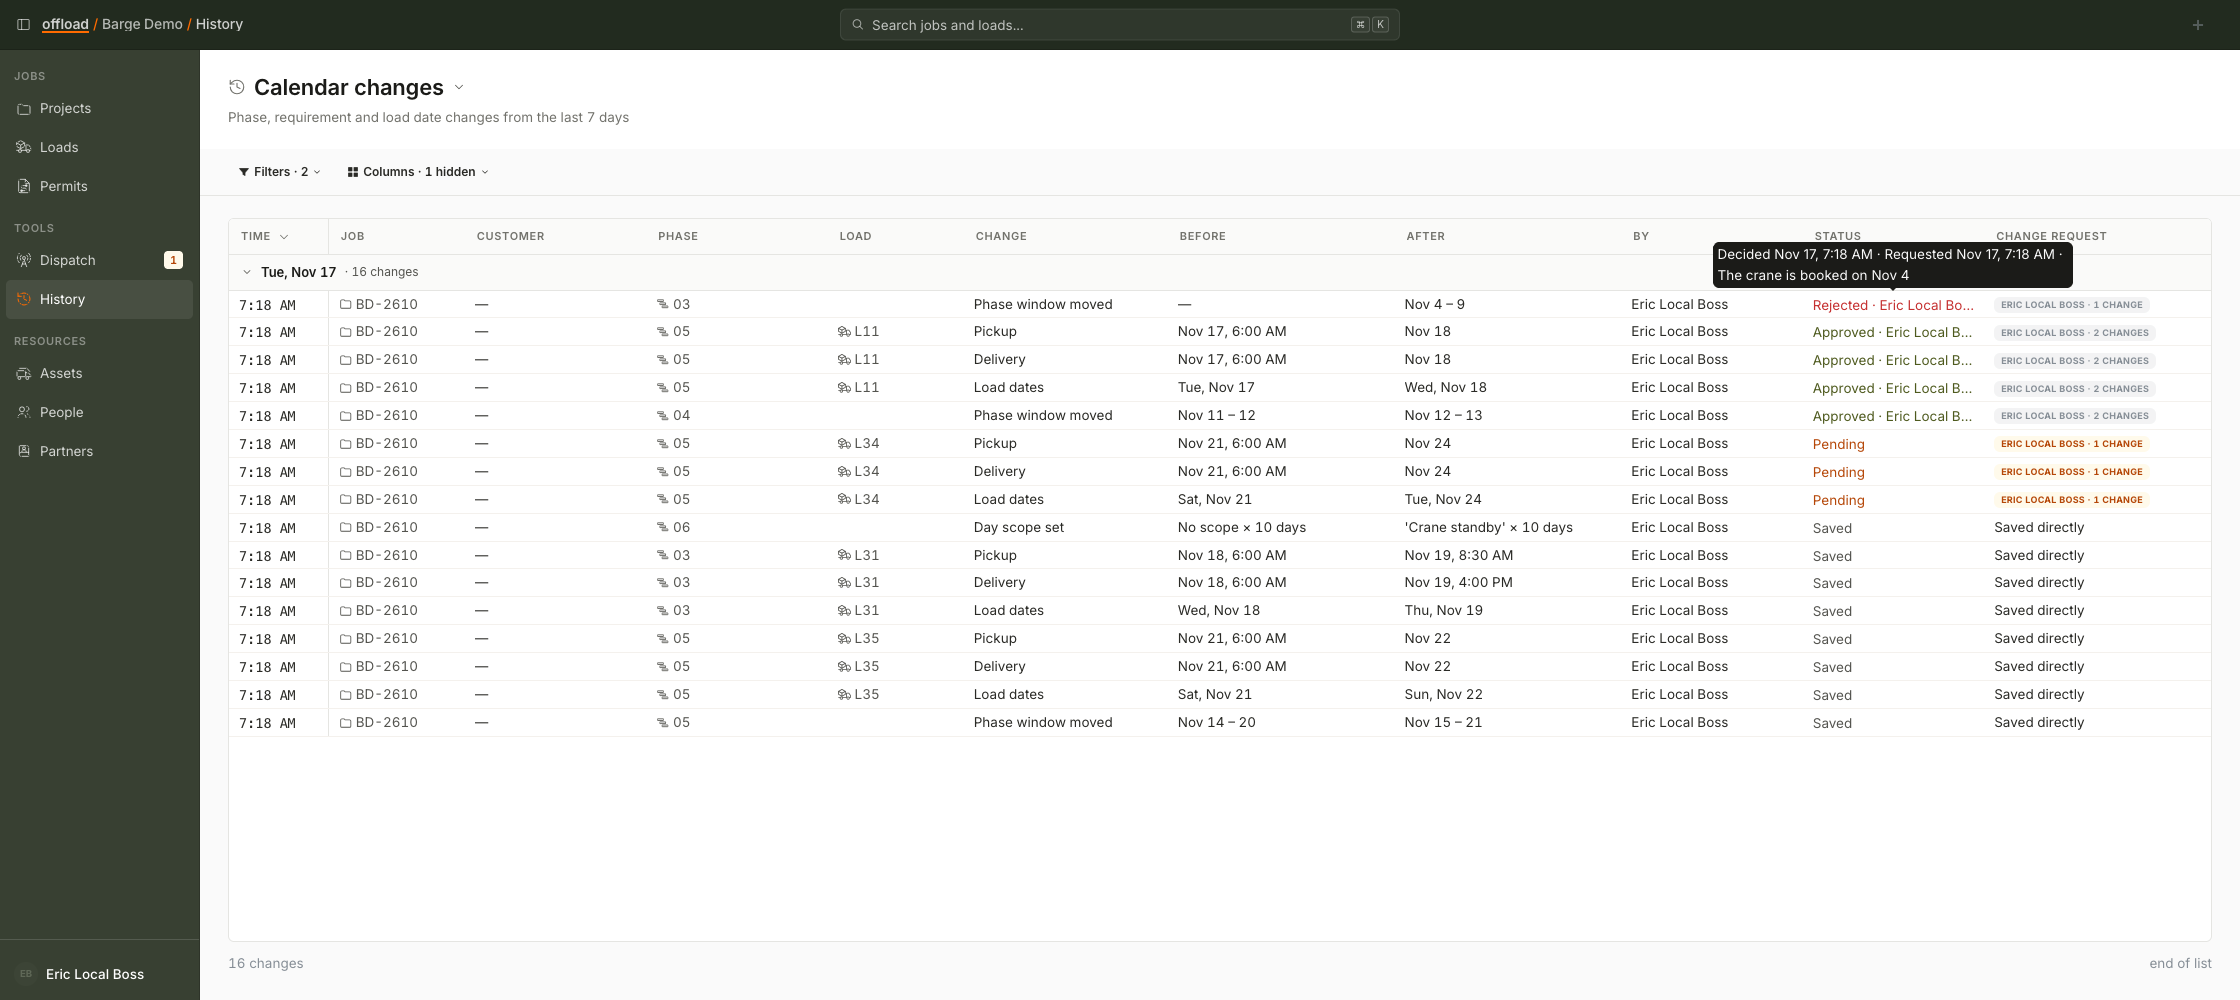 offload / Barge Demo / History
Search jobs and loads...
⌘ K
JOBS
Projects
Loads
Permits
TOOLS
Dispatch 1
History
RESOURCES
Assets
People
Partners
EB Eric Local Boss
Calendar changes
Phase, requirement and load date changes from the last 7 days
Filters · 2
Columns · 1 hidden
TIME JOB CUSTOMER PHASE LOAD CHANGE BEFORE AFTER BY STATUS CHANGE REQUEST
Decided Nov 17, 7:18 AM · Requested Nov 17, 7:18 AM ·
The crane is booked on Nov 4
Tue, Nov 17 · 16 changes
7:18 AM BD-2610 — 03 Phase window moved — Nov 4 – 9 Eric Local Boss Rejected · Eric Local Bo... ERIC LOCAL BOSS · 1 CHANGE
7:18 AM BD-2610 — 05 L11 Pickup Nov 17, 6:00 AM Nov 18 Eric Local Boss Approved · Eric Local B... ERIC LOCAL BOSS · 2 CHANGES
7:18 AM BD-2610 — 05 L11 Delivery Nov 17, 6:00 AM Nov 18 Eric Local Boss Approved · Eric Local B... ERIC LOCAL BOSS · 2 CHANGES
7:18 AM BD-2610 — 05 L11 Load dates Tue, Nov 17 Wed, Nov 18 Eric Local Boss Approved · Eric Local B... ERIC LOCAL BOSS · 2 CHANGES
7:18 AM BD-2610 — 04 Phase window moved Nov 11 – 12 Nov 12 – 13 Eric Local Boss Approved · Eric Local B... ERIC LOCAL BOSS · 2 CHANGES
7:18 AM BD-2610 — 05 L34 Pickup Nov 21, 6:00 AM Nov 24 Eric Local Boss Pending ERIC LOCAL BOSS · 1 CHANGE
7:18 AM BD-2610 — 05 L34 Delivery Nov 21, 6:00 AM Nov 24 Eric Local Boss Pending ERIC LOCAL BOSS · 1 CHANGE
7:18 AM BD-2610 — 05 L34 Load dates Sat, Nov 21 Tue, Nov 24 Eric Local Boss Pending ERIC LOCAL BOSS · 1 CHANGE
7:18 AM BD-2610 — 06 Day scope set No scope × 10 days 'Crane standby' × 10 days Eric Local Boss Saved Saved directly
7:18 AM BD-2610 — 03 L31 Pickup Nov 18, 6:00 AM Nov 19, 8:30 AM Eric Local Boss Saved Saved directly
7:18 AM BD-2610 — 03 L31 Delivery Nov 18, 6:00 AM Nov 19, 4:00 PM Eric Local Boss Saved Saved directly
7:18 AM BD-2610 — 03 L31 Load dates Wed, Nov 18 Thu, Nov 19 Eric Local Boss Saved Saved directly
7:18 AM BD-2610 — 05 L35 Pickup Nov 21, 6:00 AM Nov 22 Eric Local Boss Saved Saved directly
7:18 AM BD-2610 — 05 L35 Delivery Nov 21, 6:00 AM Nov 22 Eric Local Boss Saved Saved directly
7:18 AM BD-2610 — 05 L35 Load dates Sat, Nov 21 Sun, Nov 22 Eric Local Boss Saved Saved directly
7:18 AM BD-2610 — 05 Phase window moved Nov 14 – 20 Nov 15 – 21 Eric Local Boss Saved Saved directly
16 changes
end of list